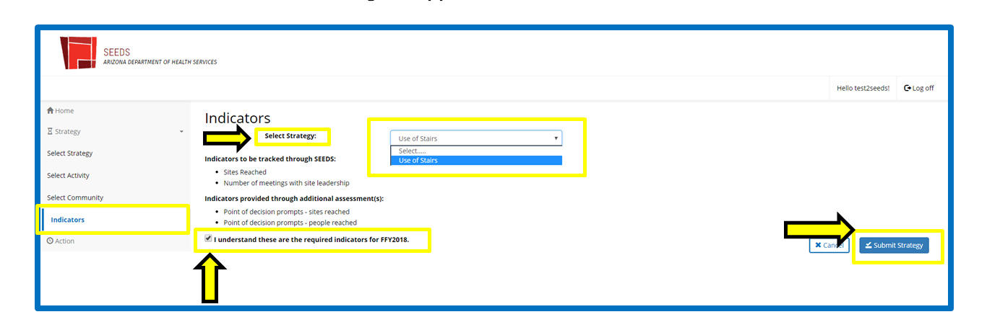 SEEDS
ARIZONA DEPARTMENT OF HEALTH SERVICES
Hello test2seeds! Log off
Home
Strategy
Select Strategy
Select Activity
Select Community
Indicators
Action
Indicators
Select Strategy:
Use of Stairs
Select.....
Use of Stairs
Indicators to be tracked through SEEDS:
• Sites Reached
• Number of meetings with site leadership
Indicators provided through additional assessment(s):
• Point of decision prompts - sites reached
• Point of decision prompts - people reached
I understand these are the required indicators for FFY2018.
Cancel
Submit Strategy